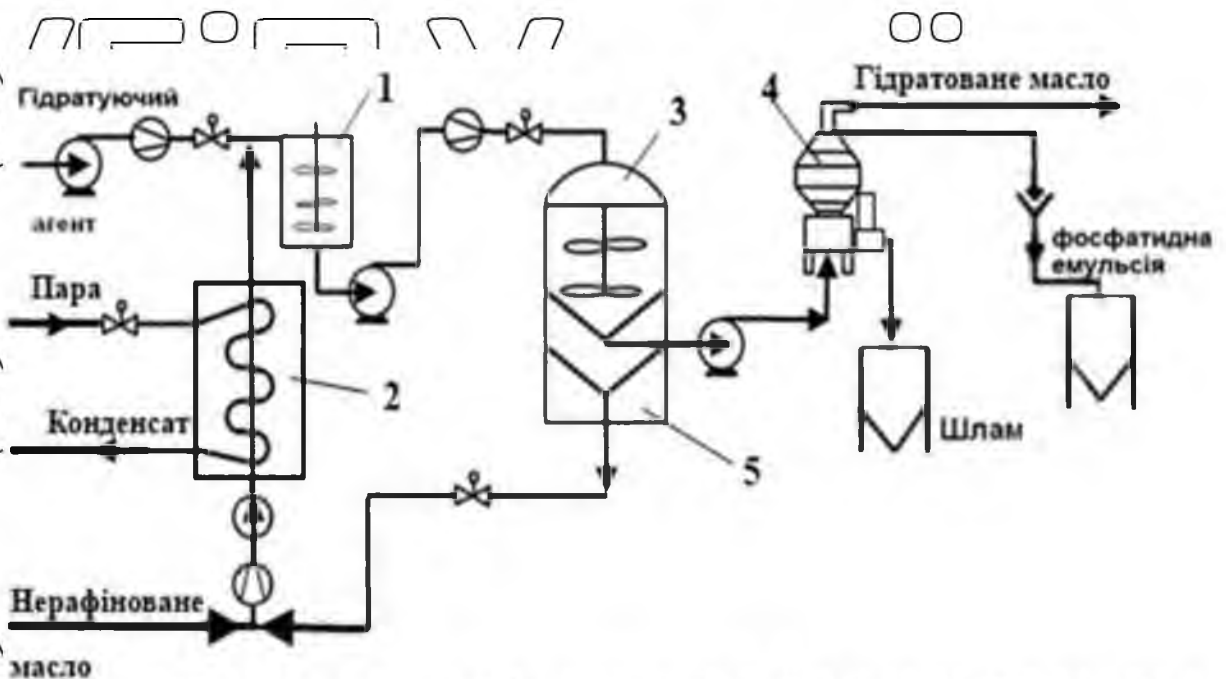 Гідратуючий
агент
1
Гідратоване масло
4
3
фосфатидна
емульсія
Пара
2
Конденсат
Шлам
5
Нерафіноване
масло